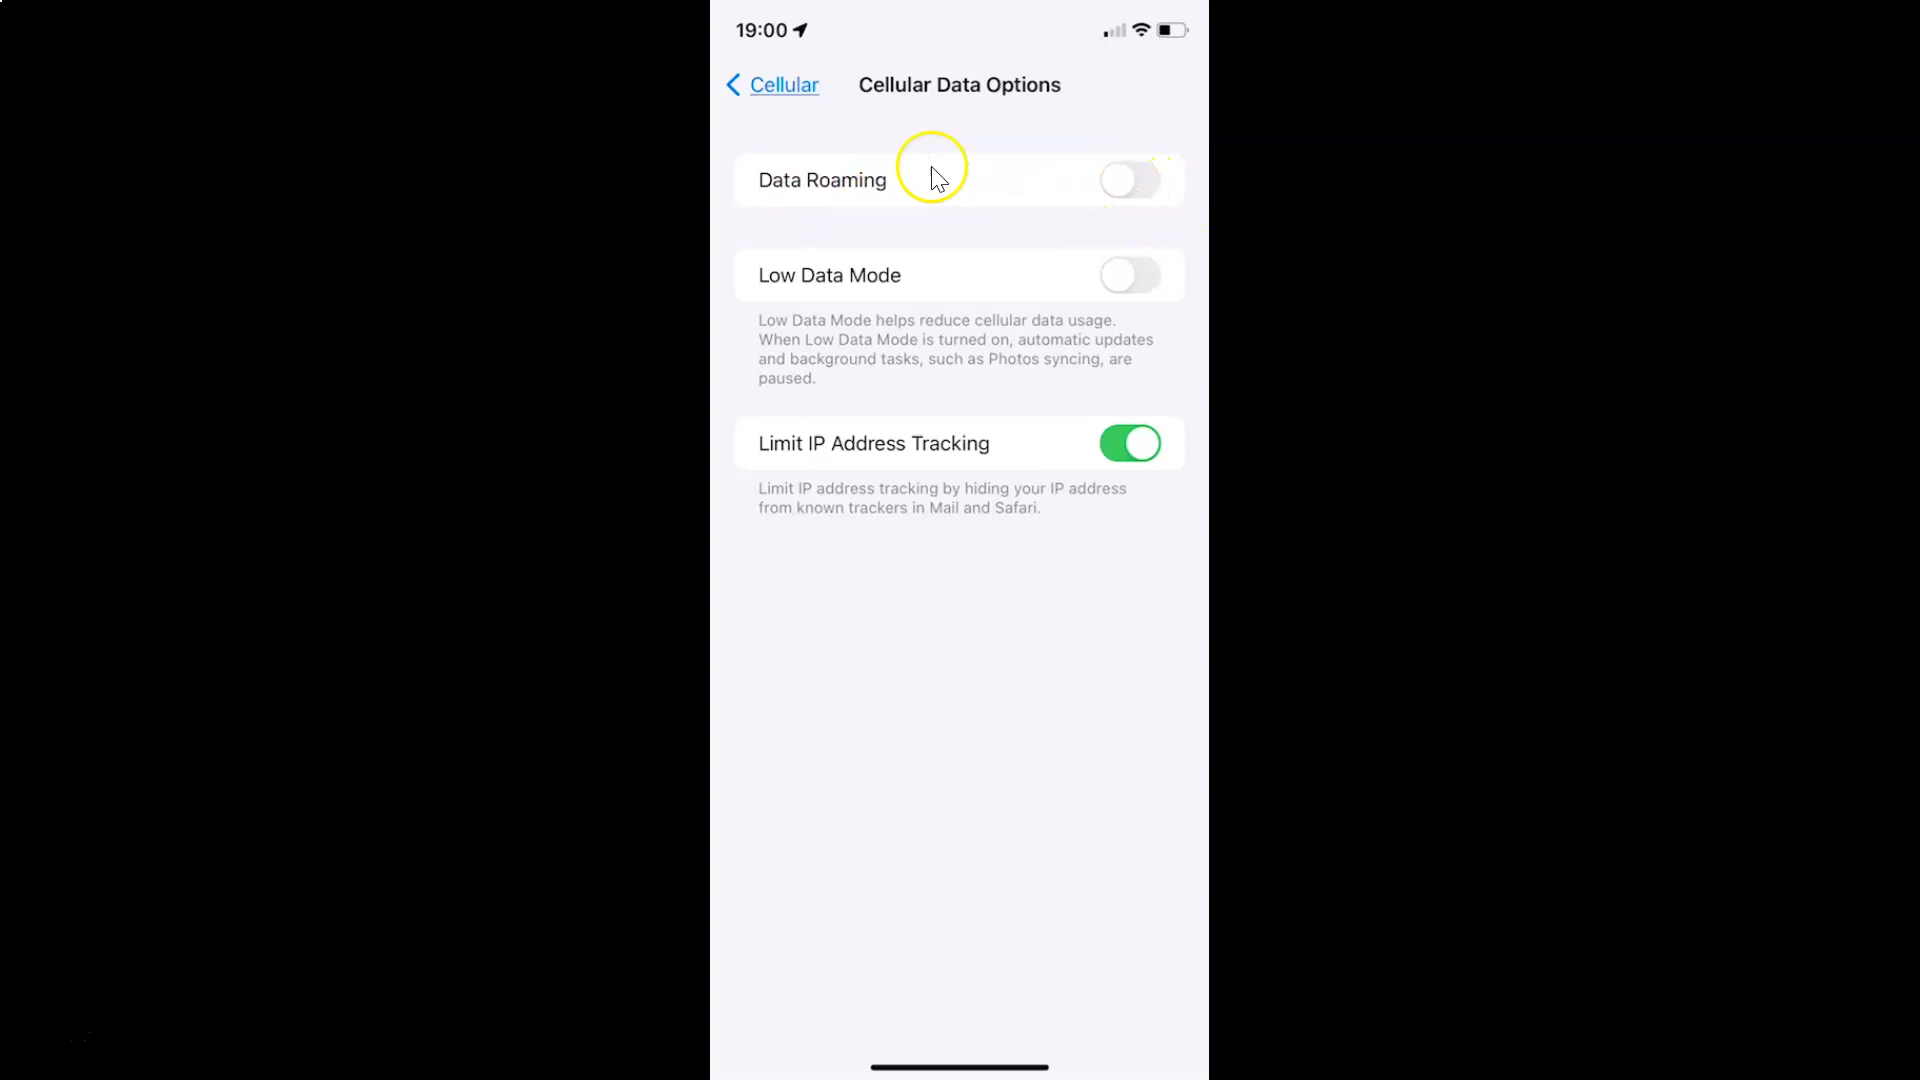 19:00
Cellular
Cellular Data Options
Data Roaming
Low Data Mode
Low Data Mode helps reduce cellular data usage.
When Low Data Mode is turned on, automatic updates
and background tasks, such as Photos syncing, are
paused.
Limit IP Address Tracking
Limit IP address tracking by hiding your IP address
from known trackers in Mail and Safari.